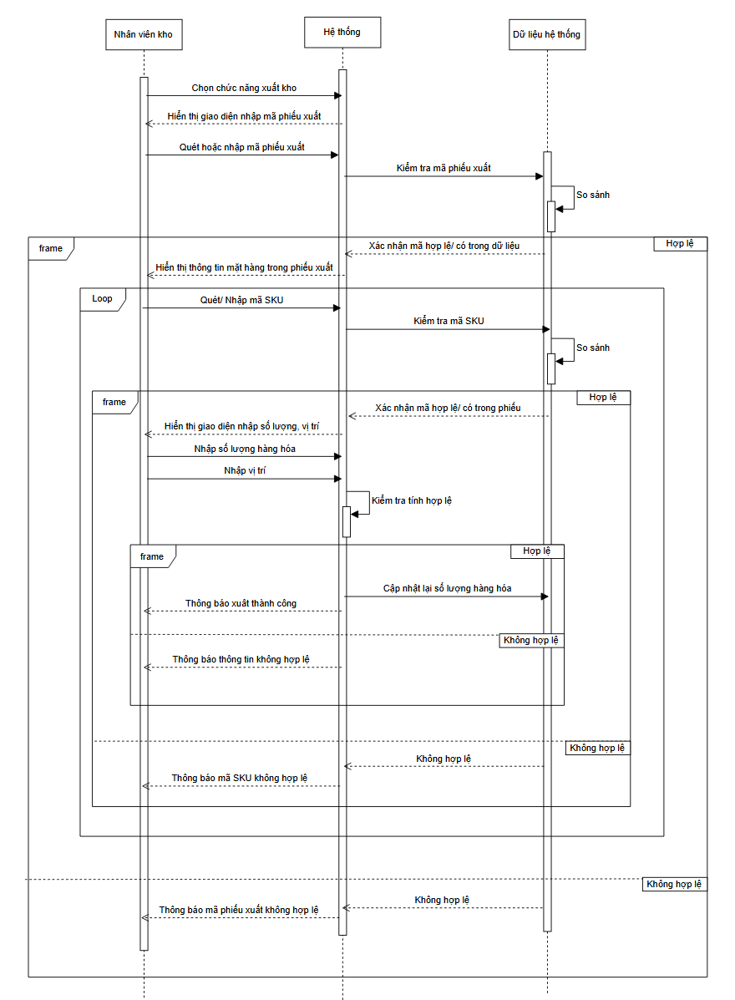 Nhân viên kho
Hệ thống
Dữ liệu hệ thống
Chọn chức năng xuất kho
Hiển thị giao diện nhập mã phiếu xuất
Quét hoặc nhập mã phiếu xuất
Kiểm tra mã phiếu xuất
So sánh
frame
Hợp lệ
Xác nhận mã hợp lệ/ có trong dữ liệu
Hiển thị thông tin mặt hàng trong phiếu xuất
Loop
Quét/ Nhập mã SKU
Kiểm tra mã SKU
So sánh
frame
Hợp lệ
Xác nhận mã hợp lệ/ có trong phiếu
Hiển thị giao diện nhập số lượng, vị trí
Nhập số lượng hàng hóa
Nhập vị trí
Kiểm tra tính hợp lệ
frame
Hợp lệ
Cập nhật lại số lượng hàng hóa
Thông báo xuất thành công
Không hợp lệ
Thông báo thông tin không hợp lệ
Không hợp lệ
Không hợp lệ
Thông báo mã SKU không hợp lệ
Không hợp lệ
Không hợp lệ
Thông báo mã phiếu xuất không hợp lệ